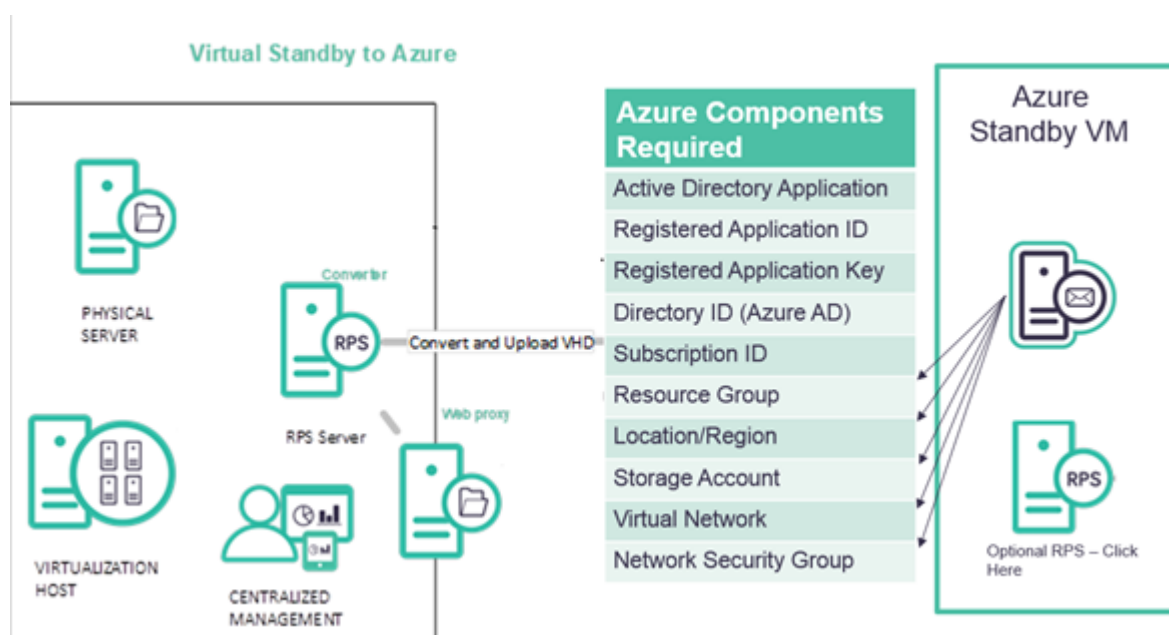 Virtual Standby to Azure
PHYSICAL
SERVER
Converter
RPS
RPS Server
Convert and Upload VHD
Web proxy
VIRTUALIZATION
HOST
CENTRALIZED
MANAGEMENT
Azure Components
Required
Active Directory Application
Registered Application ID
Registered Application Key
Directory ID (Azure AD)
Subscription ID
Resource Group
Location/Region
Storage Account
Virtual Network
Network Security Group
Azure
Standby VM
RPS
Optional RPS – Click
Here